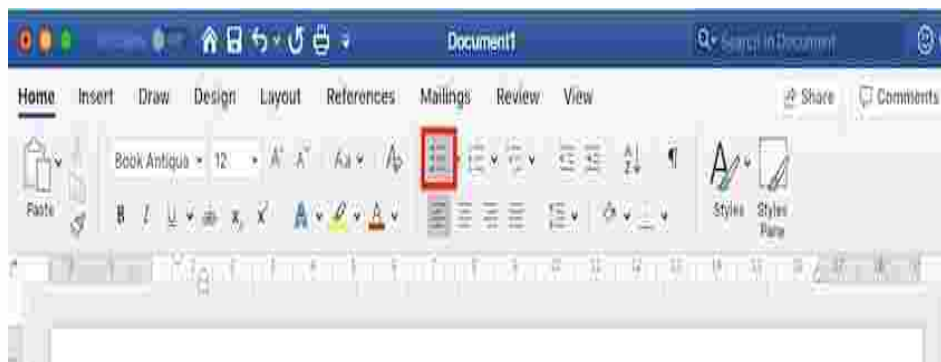 Document1
Search in Document
Home Insert Draw Design Layout References Mailings Review View Share Comments
Book Antiqua 12
Paste Styles Styles
Pane